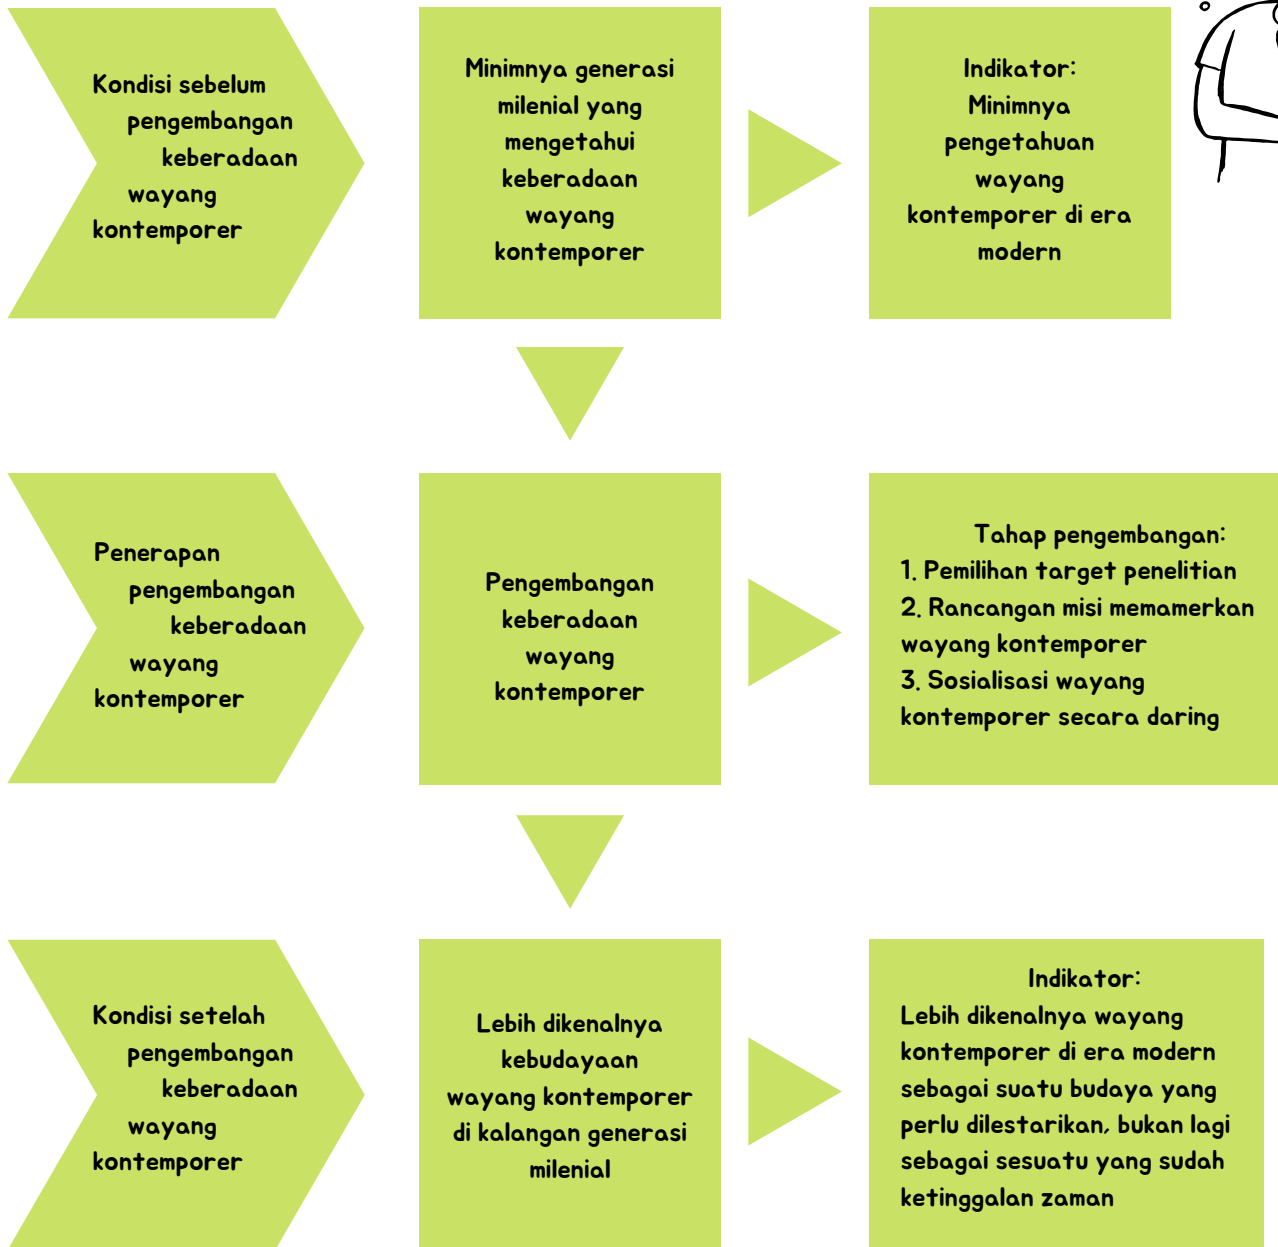 Kondisi sebelum
pengembangan
keberadaan
wayang
kontemporer
Minimnya generasi
milenial yang
mengetahui
keberadaan
wayang
kontemporer
Indikator:
Minimnya
pengetahuan
wayang
kontemporer di era
modern
Penerapan
pengembangan
keberadaan
wayang
kontemporer
Pengembangan
keberadaan
wayang
kontemporer
Tahap pengembangan:
1. Pemilihan target penelitian
2. Rancangan misi memamerkan
wayang kontemporer
3. Sosialisasi wayang
kontemporer secara daring
Kondisi setelah
pengembangan
keberadaan
wayang
kontemporer
Lebih dikenalnya
kebudayaan
wayang kontemporer
di kalangan generasi
milenial
Indikator:
Lebih dikenalnya wayang
kontemporer di era modern
sebagai suatu budaya yang
perlu dilestarikan, bukan lagi
sebagai sesuatu yang sudah
ketinggalan zaman